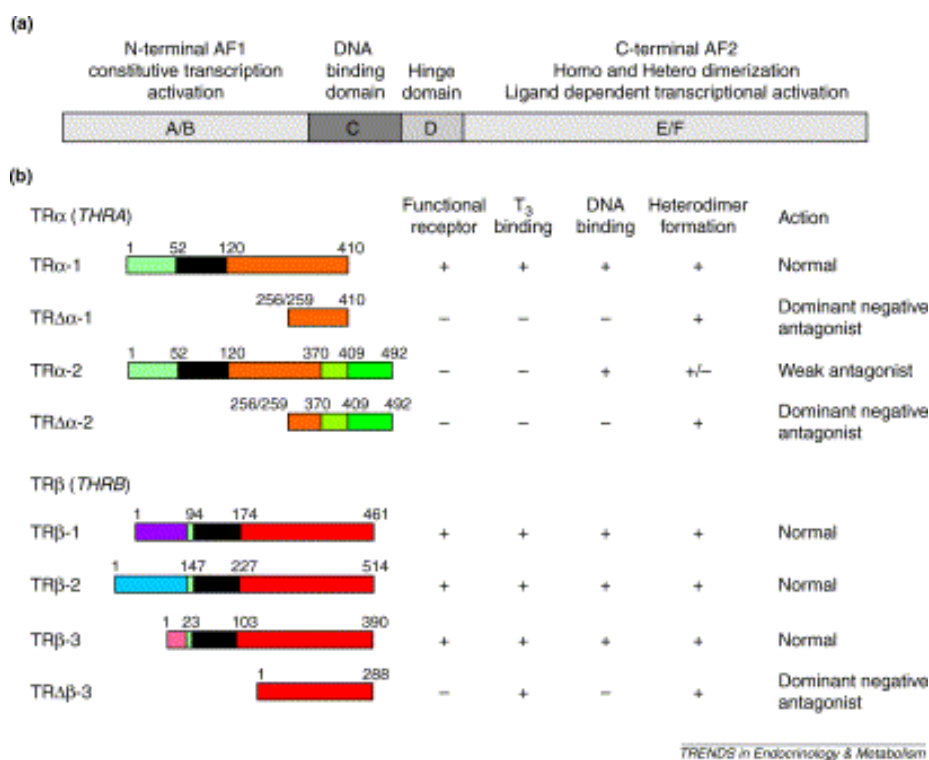 (a)
N-terminal AF1
constitutive transcription
activation
DNA
binding
domain
Hinge
domain
C-terminal AF2
Homo and Hetero dimerization
Ligand dependent transcriptional activation
A/B C D E/F
(b)
TRα (THRA)
Functional
receptor
T3
binding
DNA
binding
Heterodimer
formation
Action
1 52 120 410
TRα-1 + + + + Normal
256/259 410
TRΔα-1 – – – + Dominant negative
antagonist
1 52 120 370 409 492
TRα-2 – – + +/– Weak antagonist
256/259 370 409 492
TRΔα-2 – – – + Dominant negative
antagonist
TRβ (THRB)
1 94 174 461
TRβ-1 + + + + Normal
1 147 227 514
TRβ-2 + + + + Normal
1 23 103 390
TRβ-3 + + + + Normal
1 288
TRΔβ-3 – + – + Dominant negative
antagonist
TRENDS in Endocrinology & Metabolism